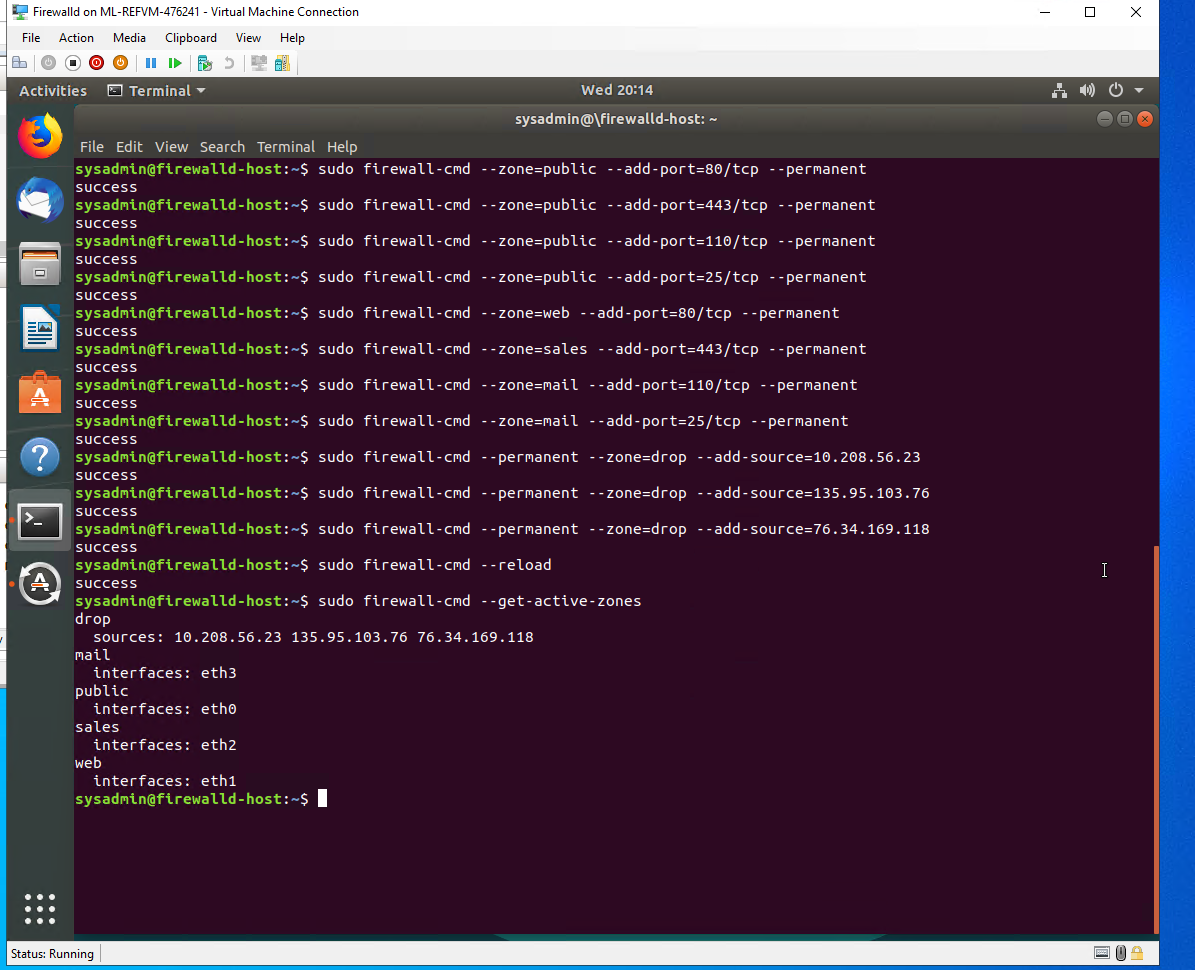 Firewalld on ML-REFVM-476241 - Virtual Machine Connection
File Action Media Clipboard View Help
Activities Terminal Wed 20:14
sysadmin@\firewalld-host: ~
File Edit View Search Terminal Help
sysadmin@firewalld-host:~$ sudo firewall-cmd --zone=public --add-port=80/tcp --permanent
success
sysadmin@firewalld-host:~$ sudo firewall-cmd --zone=public --add-port=443/tcp --permanent
success
sysadmin@firewalld-host:~$ sudo firewall-cmd --zone=public --add-port=110/tcp --permanent
success
sysadmin@firewalld-host:~$ sudo firewall-cmd --zone=public --add-port=25/tcp --permanent
success
sysadmin@firewalld-host:~$ sudo firewall-cmd --zone=web --add-port=80/tcp --permanent
success
sysadmin@firewalld-host:~$ sudo firewall-cmd --zone=sales --add-port=443/tcp --permanent
success
sysadmin@firewalld-host:~$ sudo firewall-cmd --zone=mail --add-port=110/tcp --permanent
success
sysadmin@firewalld-host:~$ sudo firewall-cmd --zone=mail --add-port=25/tcp --permanent
success
sysadmin@firewalld-host:~$ sudo firewall-cmd --permanent --zone=drop --add-source=10.208.56.23
success
sysadmin@firewalld-host:~$ sudo firewall-cmd --permanent --zone=drop --add-source=135.95.103.76
success
sysadmin@firewalld-host:~$ sudo firewall-cmd --permanent --zone=drop --add-source=76.34.169.118
success
sysadmin@firewalld-host:~$ sudo firewall-cmd --reload
success
sysadmin@firewalld-host:~$ sudo firewall-cmd --get-active-zones
drop
sources: 10.208.56.23 135.95.103.76 76.34.169.118
mail
interfaces: eth3
public
interfaces: eth0
sales
interfaces: eth2
web
interfaces: eth1
sysadmin@firewalld-host:~$
Status: Running